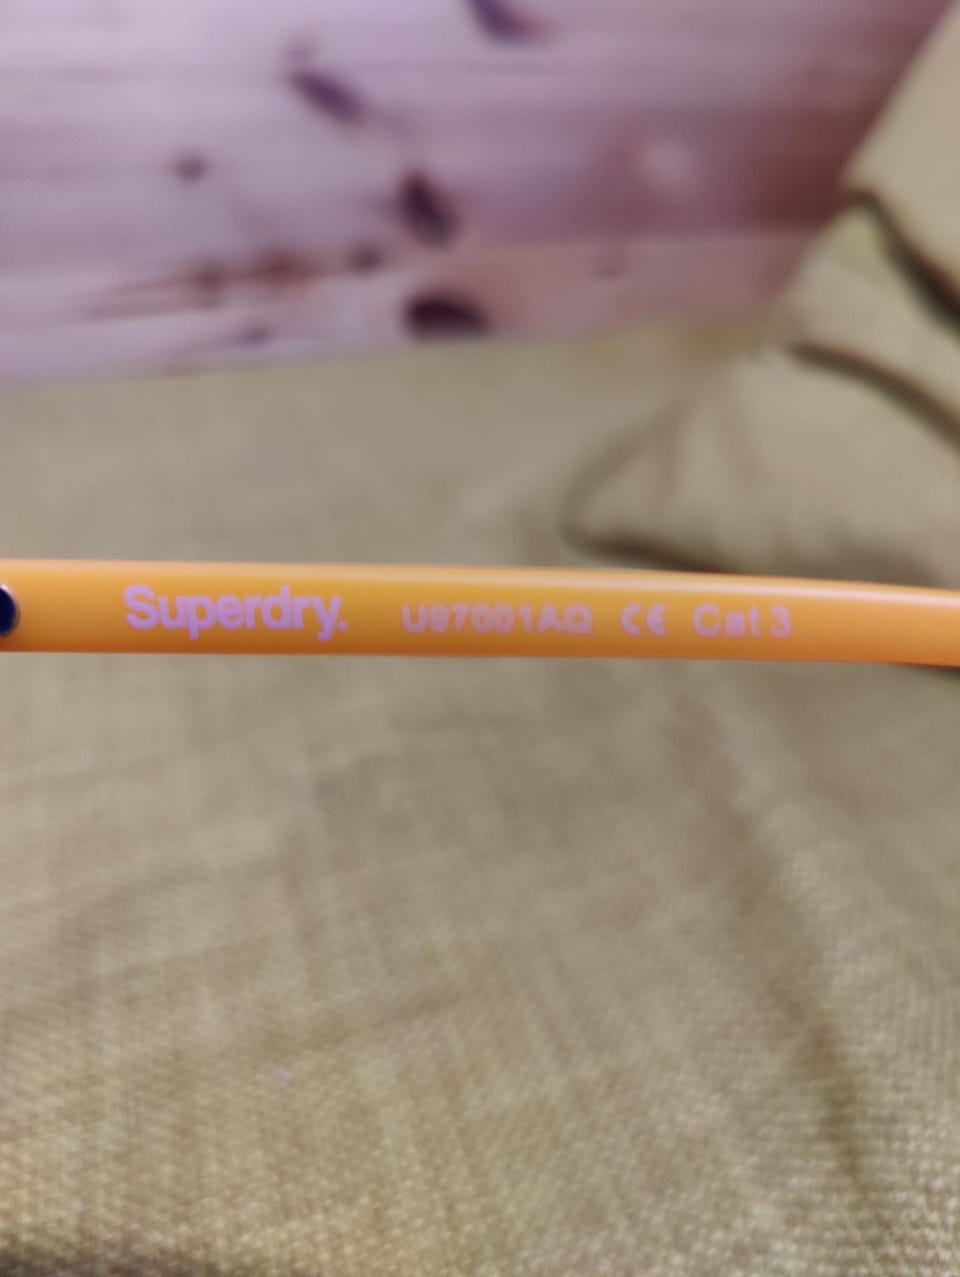 Superdry. U97001AQ CE Cat 3